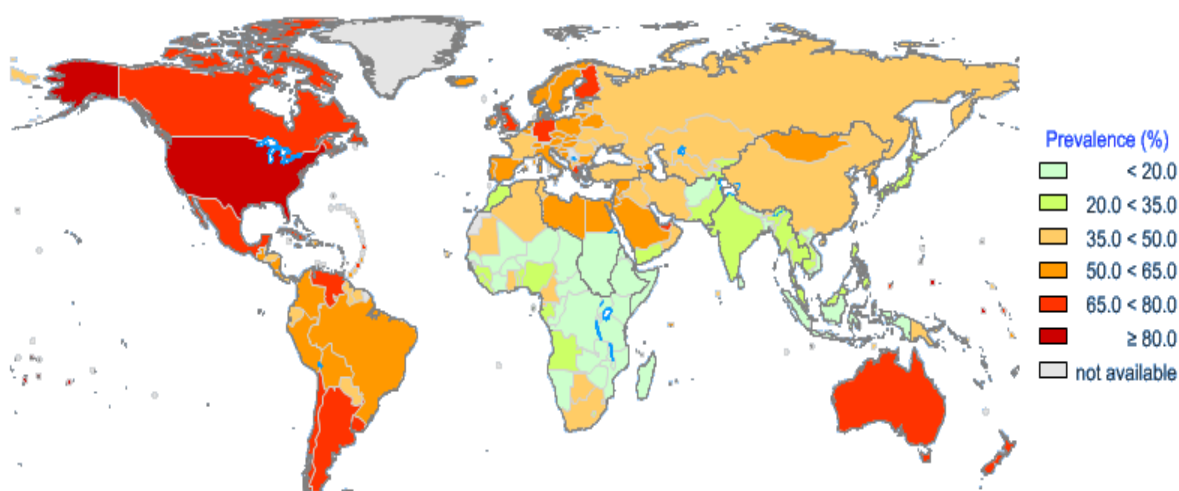 Prevalence (%)
< 20.0
20.0 < 35.0
35.0 < 50.0
50.0 < 65.0
65.0 < 80.0
≥ 80.0
not available